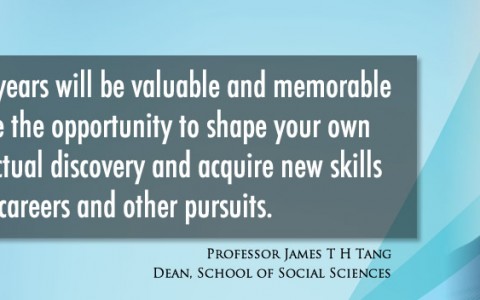 years will be valuable and memorable
the opportunity to shape your own
discovery and acquire new skills
careers and other pursuits.
Professor James T H Tang
Dean, School of Social Sciences